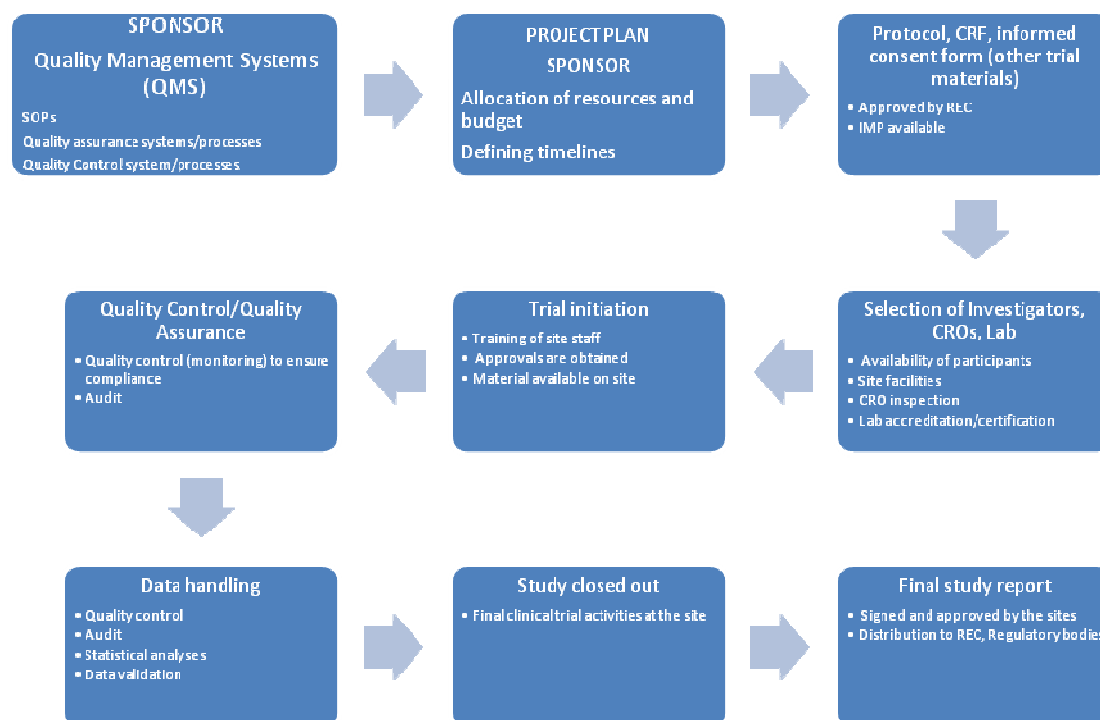 SPONSOR
Quality Management Systems
(QMS)
SOPs
Quality assurance systems/processes
Quality Control system/processes
PROJECT PLAN
SPONSOR
Allocation of resources and
budget
Defining timelines
Protocol, CRF, informed
consent form (other trial
materials)
• Approved by REC
• IMP available
Selection of Investigators,
CROs, Lab
• Availability of participants
• Site facilities
• CRO inspection
• Lab accreditation/certification
Trial initiation
• Training of site staff
• Approvals are obtained
• Material available on site
Quality Control/Quality
Assurance
• Quality control (monitoring) to ensure
compliance
• Audit
Data handling
• Quality control
• Audit
• Statistical analyses
• Data validation
Study closed out
• Final clinical trial activities at the site
Final study report
• Signed and approved by the sites
• Distribution to REC, Regulatory bodies